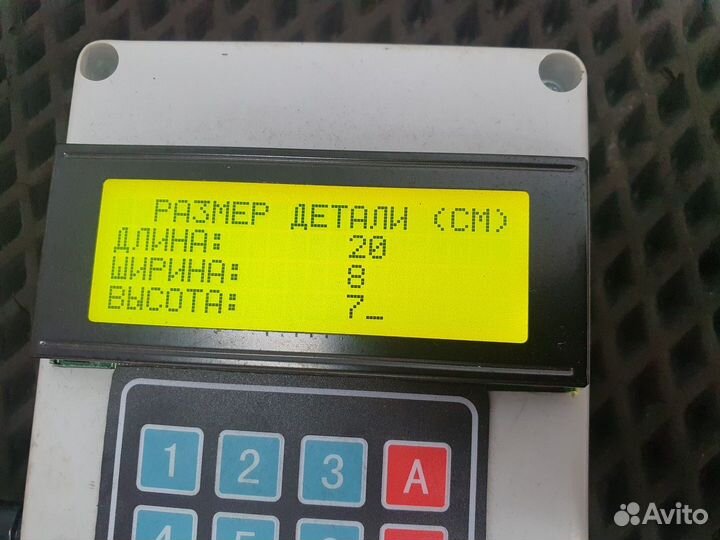 РАЗМЕР ДЕТАЛИ (СМ)
ДЛИНА: 20
ШИРИНА: 8
ВЫСОТА: 7_
1 2 3 A
Avito